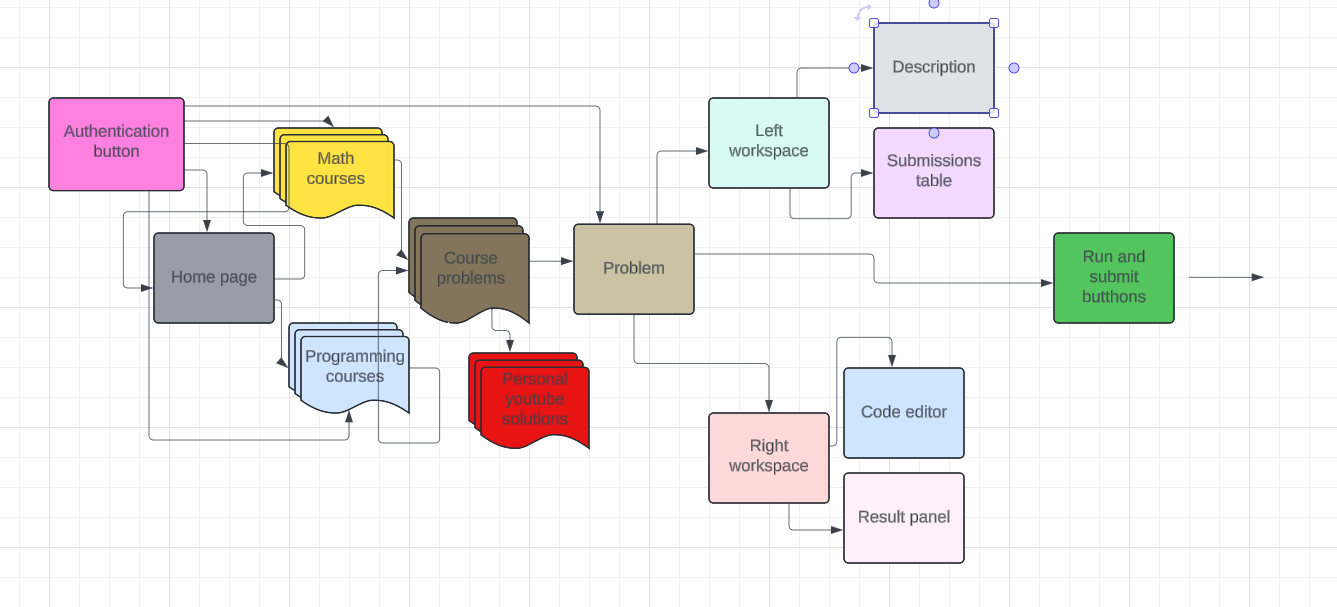 Authentication
button
Math
courses
Home page
Programming
courses
Course
problems
Personal
youtube
solutions
Problem
Left
workspace
Description
Submissions
table
Run and
submit
butthons
Right
workspace
Code editor
Result panel